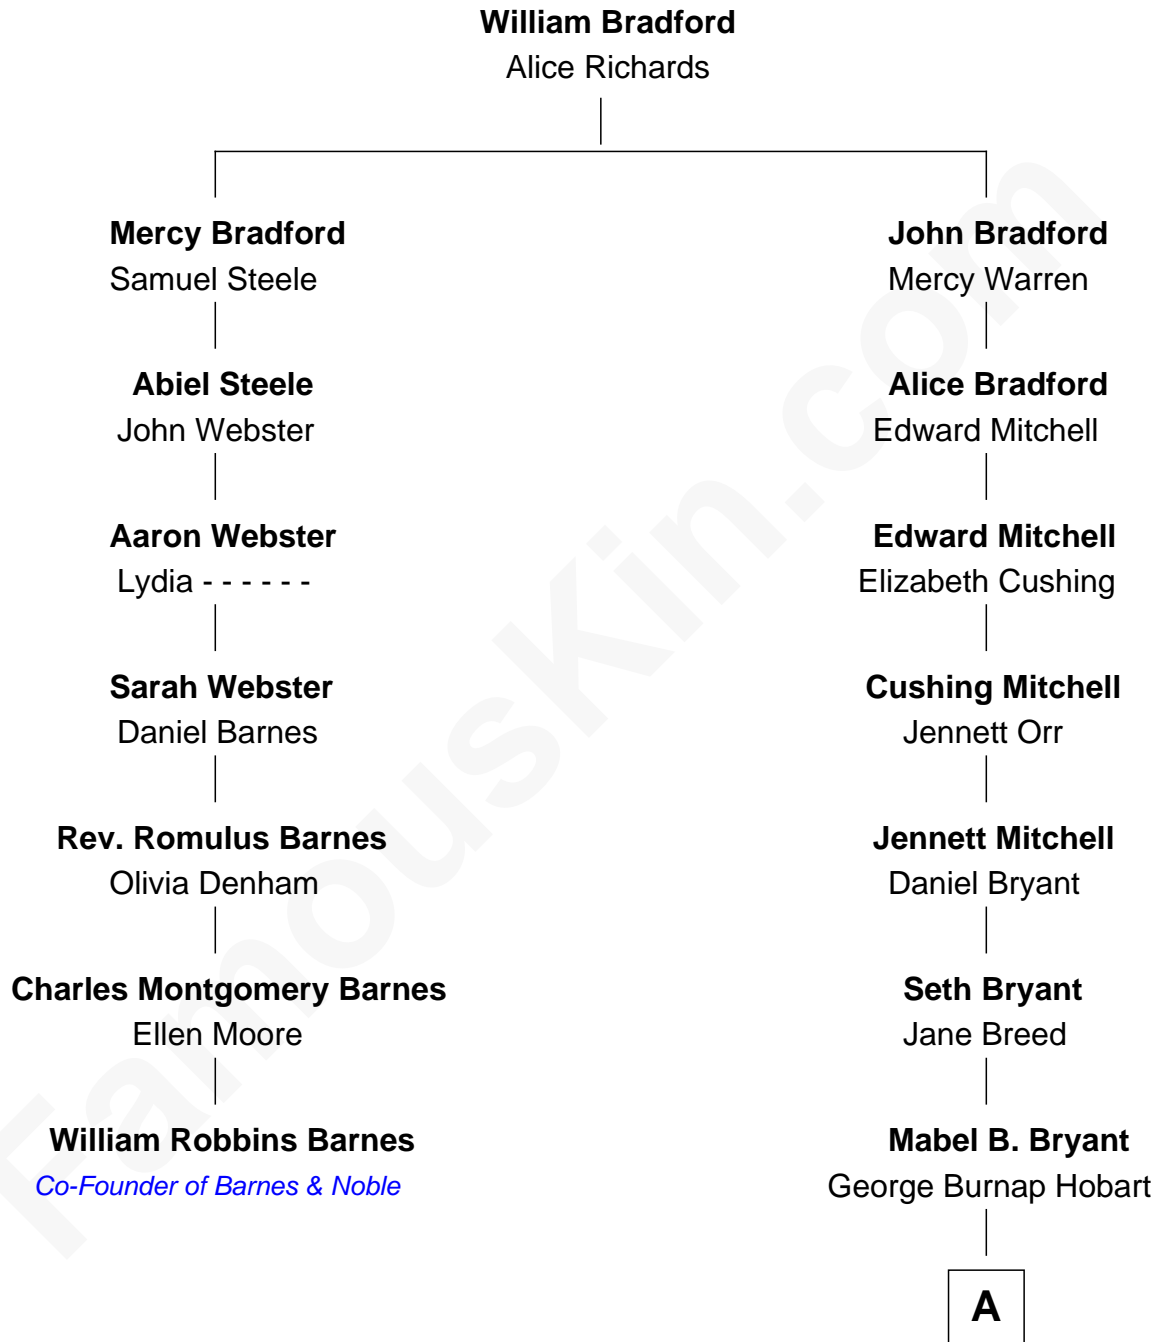 William Bradford
Alice Richards
Mercy Bradford
Samuel Steele
John Bradford
Mercy Warren
Abiel Steele
John Webster
Alice Bradford
Edward Mitchell
Aaron Webster
Lydia - - - - - -
Edward Mitchell
Elizabeth Cushing
Sarah Webster
Daniel Barnes
Cushing Mitchell
Jennett Orr
Rev. Romulus Barnes
Olivia Denham
Jennett Mitchell
Daniel Bryant
Charles Montgomery Barnes
Ellen Moore
Seth Bryant
Jane Breed
William Robbins Barnes
Co-Founder of Barnes & Noble
Mabel B. Bryant
George Burnap Hobart
A
FamousKin.com